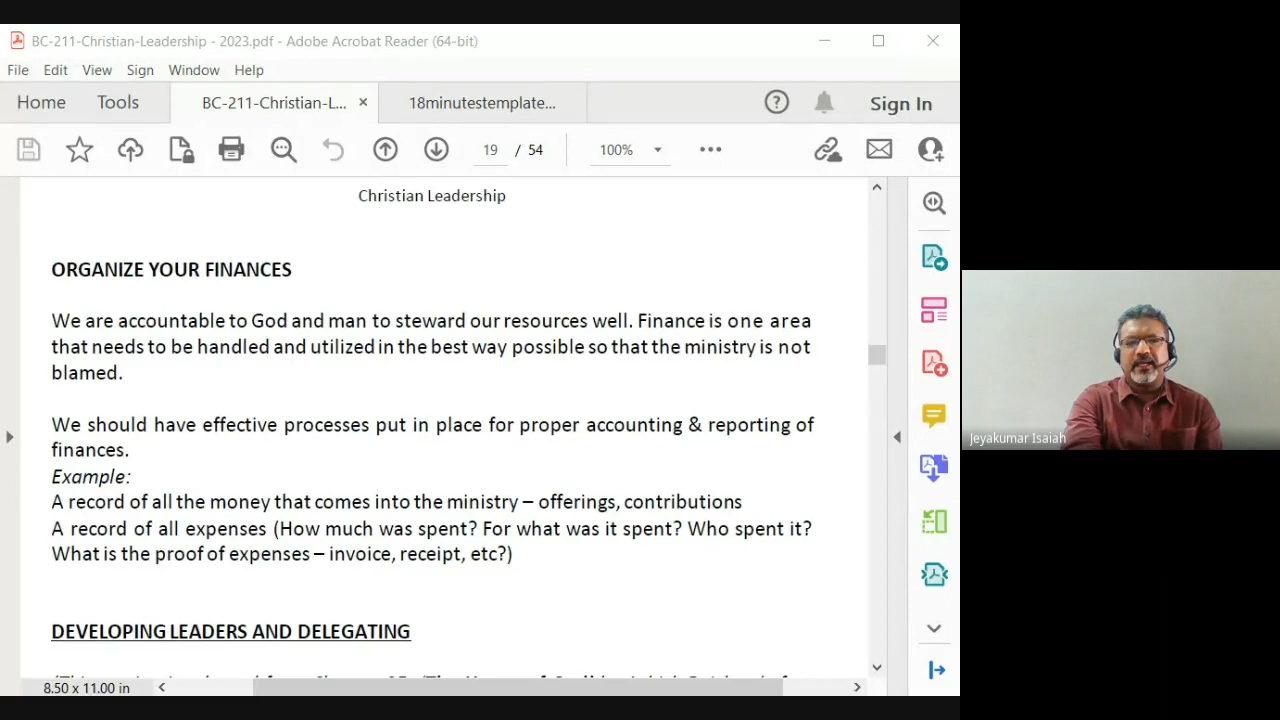 BC-211-Christian-Leadership - 2023.pdf - Adobe Acrobat Reader (64-bit)
File Edit View Sign Window Help
Home Tools BC-211-Christian-L... × 18minutestemplate... Sign In
19 / 54 100%
Christian Leadership
ORGANIZE YOUR FINANCES
We are accountable to God and man to steward our resources well. Finance is one area
that needs to be handled and utilized in the best way possible so that the ministry is not
blamed.
We should have effective processes put in place for proper accounting & reporting of
finances.
Example:
A record of all the money that comes into the ministry – offerings, contributions
A record of all expenses (How much was spent? For what was it spent? Who spent it?
What is the proof of expenses – invoice, receipt, etc?)
DEVELOPING LEADERS AND DELEGATING
8.50 x 11.00 in
Jeyakumar Isaiah